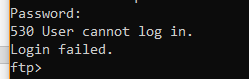 Password:
530 User cannot log in.
Login failed.
ftp>